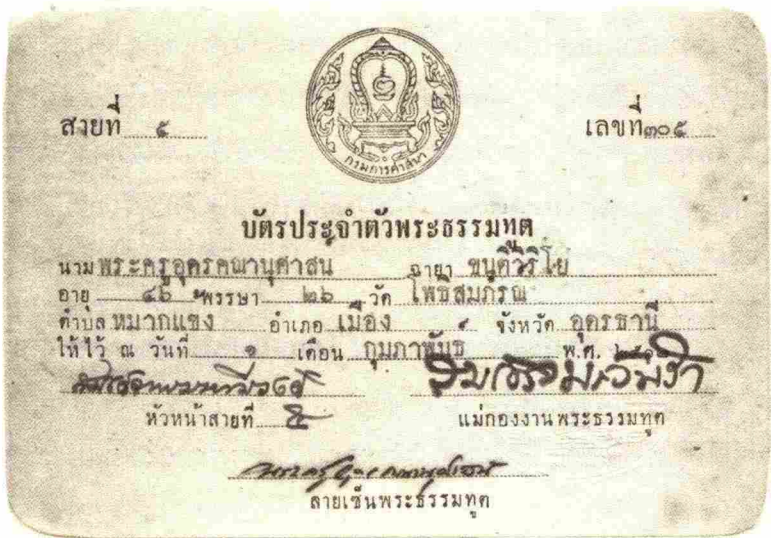 สายที่ ๕ เลขที่ ๓๐๕
กรมการศาสนา
บัตรประจำตัวพระธรรมทูต
นาม พระครูอุดรคณานุศาสน์ ฉายา ขนฺติวิริโย
อายุ ๔๖ พรรษา ๒๖ วัด โพธิสมภรณ์
ตำบล หมากแข้ง อำเภอ เมือง ฯ จังหวัด อุดรธานี
ให้ไว้ ณ วันที่ ๑ เดือน กุมภาพันธ์ พ.ศ.
หัวหน้าสายที่ ๕ แม่กองงานพระธรรมทูต
ลายเซ็นพระธรรมทูต